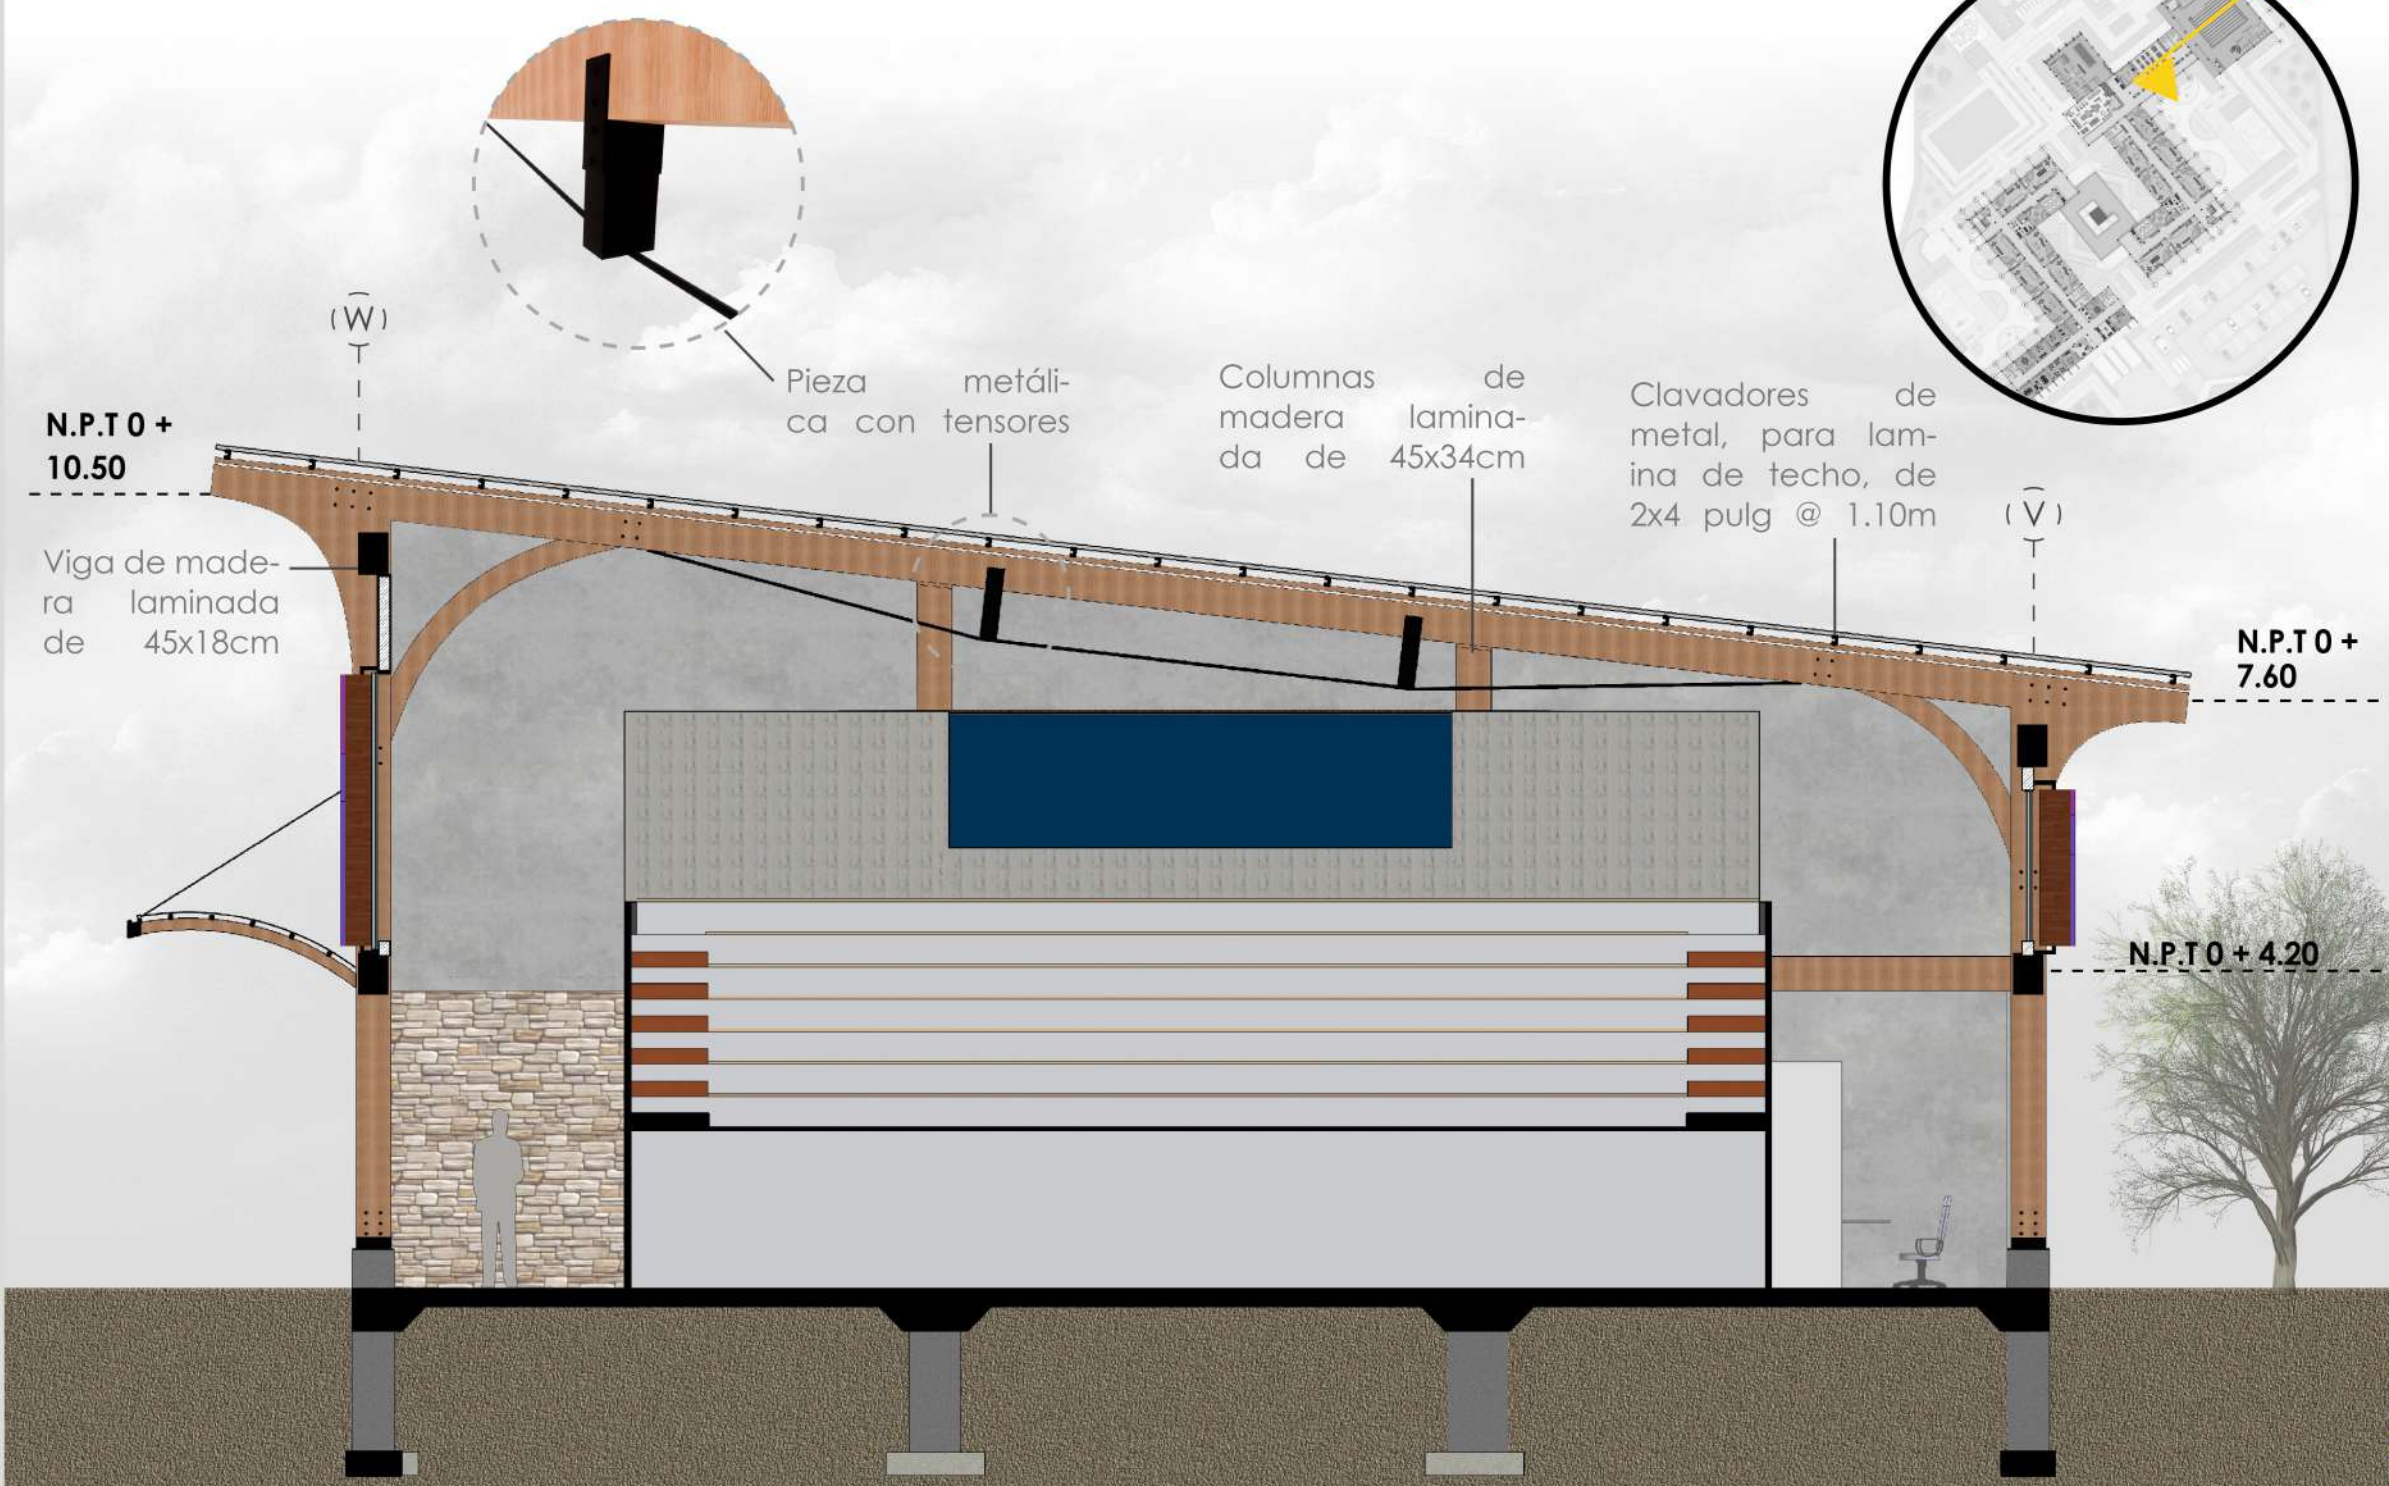 (W)
Pieza metáli-
ca con tensores
Columnas de
madera lamina-
da de 45x34cm
Clavadores de
metal, para lam-
ina de techo, de
2x4 pulg @ 1.10m
N.P.T 0 +
10.50
(V)
Viga de made-
ra laminada
de 45x18cm
N.P.T 0 +
7.60
N.P.T 0 + 4.20